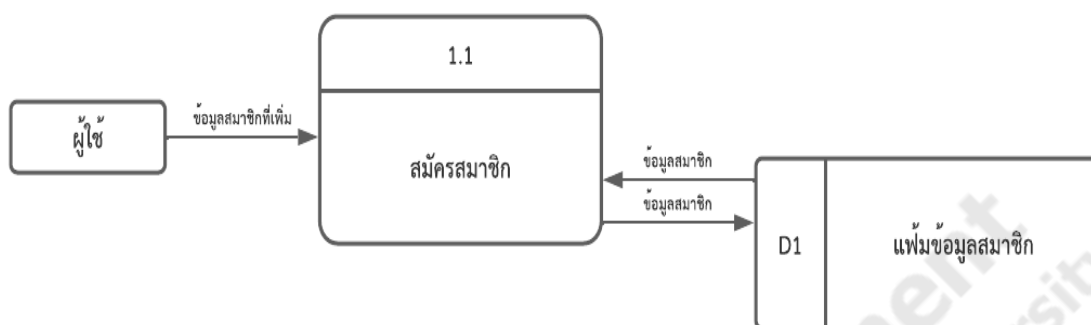 1.1
ผู้ใช้
ข้อมูลสมาชิกที่เพิ่ม
สมัครสมาชิก
ข้อมูลสมาชิก
ข้อมูลสมาชิก
D1
แฟ้มข้อมูลสมาชิก